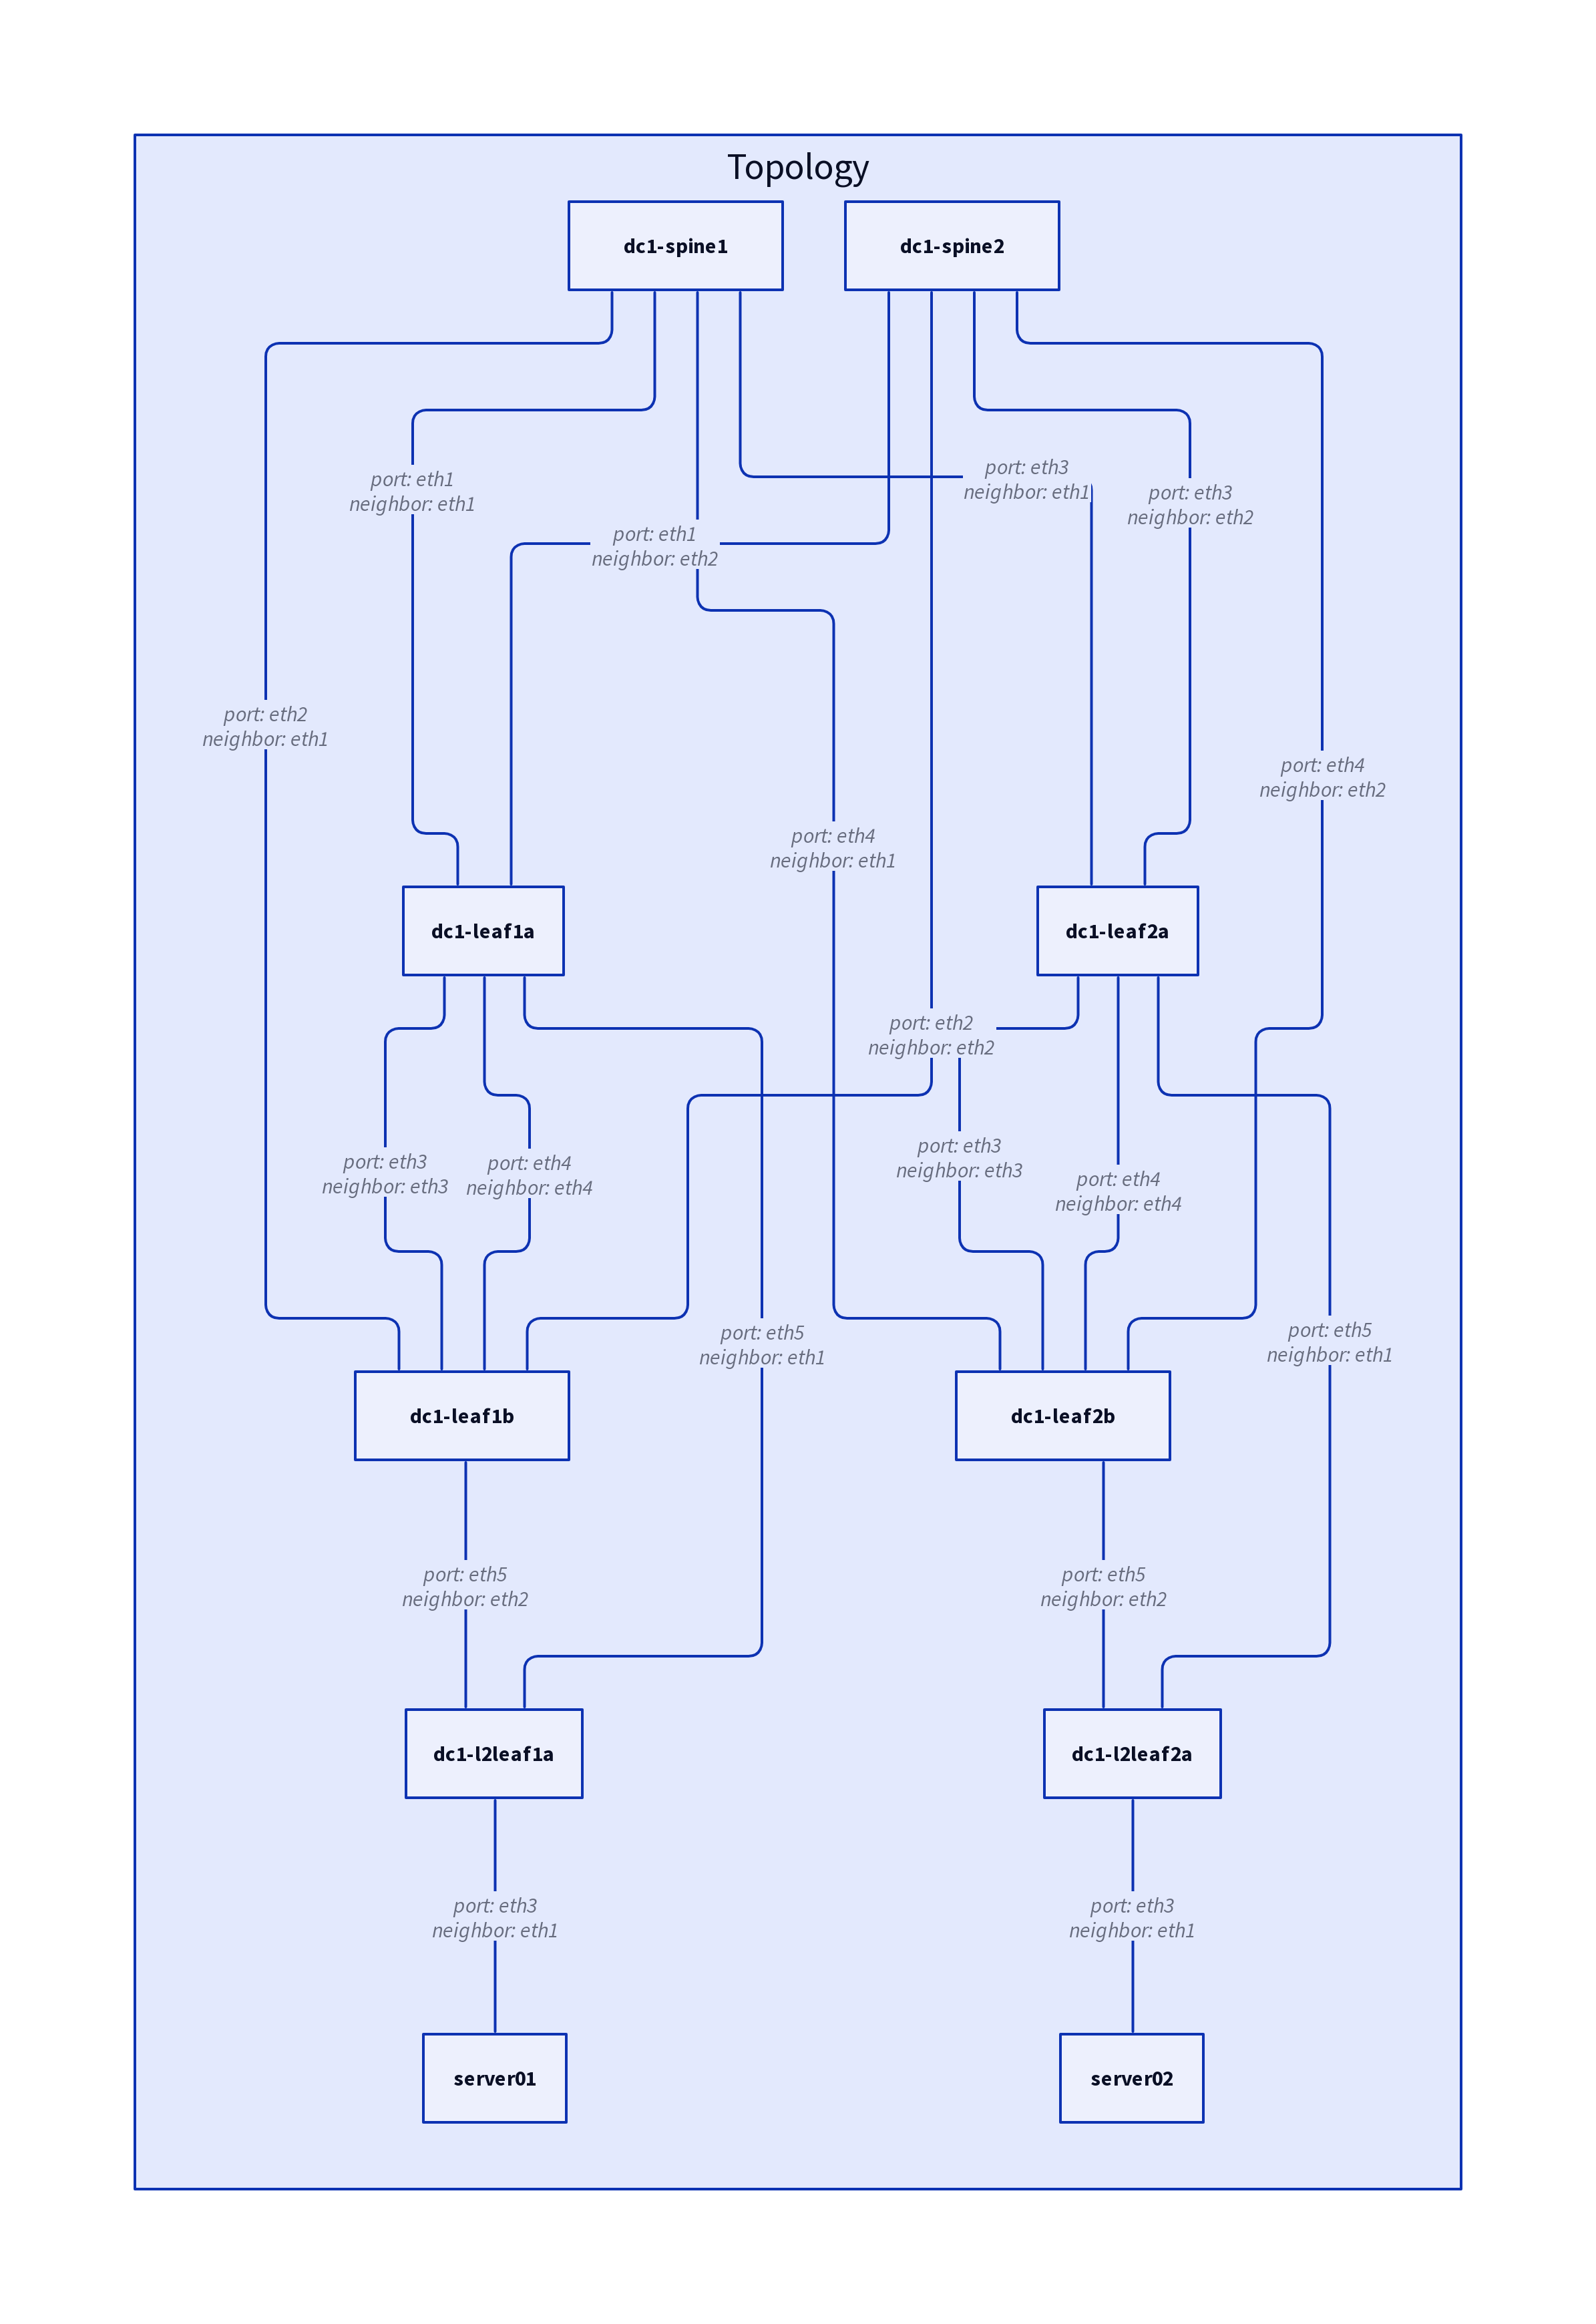 Topology
dc1-spine1
dc1-spine2
port: eth3
neighbor: eth1
port: eth1
neighbor: eth1
port: eth3
neighbor: eth2
port: eth1
neighbor: eth2
port: eth2
neighbor: eth1
port: eth4
neighbor: eth2
port: eth4
neighbor: eth1
dc1-leaf1a
dc1-leaf2a
port: eth2
neighbor: eth2
port: eth3
neighbor: eth3
port: eth3
neighbor: eth3
port: eth4
neighbor: eth4
port: eth4
neighbor: eth4
port: eth5
neighbor: eth1
port: eth5
neighbor: eth1
dc1-leaf1b
dc1-leaf2b
port: eth5
neighbor: eth2
port: eth5
neighbor: eth2
dc1-l2leaf1a
dc1-l2leaf2a
port: eth3
neighbor: eth1
port: eth3
neighbor: eth1
server01
server02